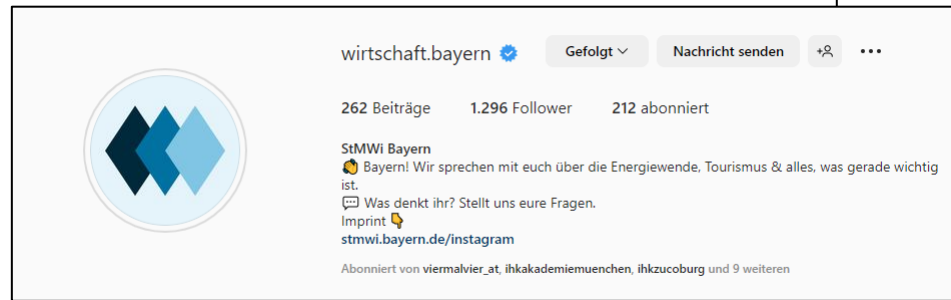 wirtschaft.bayern Gefolgt Nachricht senden
262 Beiträge 1.296 Follower 212 abonniert
StMWi Bayern
👋 Bayern! Wir sprechen mit euch über die Energiewende, Tourismus & alles, was gerade wichtig
ist.
💬 Was denkt ihr? Stellt uns eure Fragen.
Imprint 👇
stmwi.bayern.de/instagram
Abonniert von viermalvier_at, ihkakademiemuenchen, ihkzucoburg und 9 weiteren